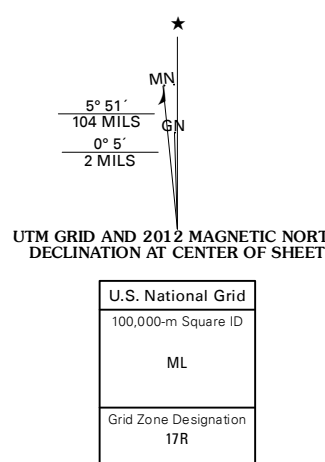 ★
MN
5° 51´
104 MILS
GN
0° 5´
2 MILS
UTM GRID AND 2012 MAGNETIC NORT
DECLINATION AT CENTER OF SHEET
U.S. National Grid
100,000-m Square ID
ML
Grid Zone Designation
17R